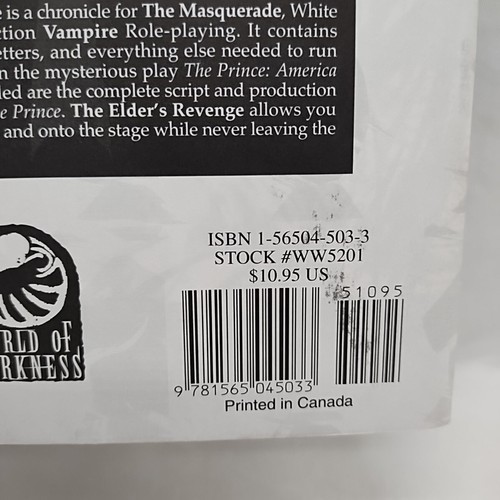 e is a chronicle for The Masquerade, White
ction Vampire Role-playing. It contains
etters, and everything else needed to run
n the mysterious play The Prince: America
led are the complete script and production
e Prince. The Elder's Revenge allows you
and onto the stage while never leaving the
ISBN 1-56504-503-3
STOCK #WW5201
$10.95 US
51095
9 781565 045033
Printed in Canada
RLD OF
RKNESS